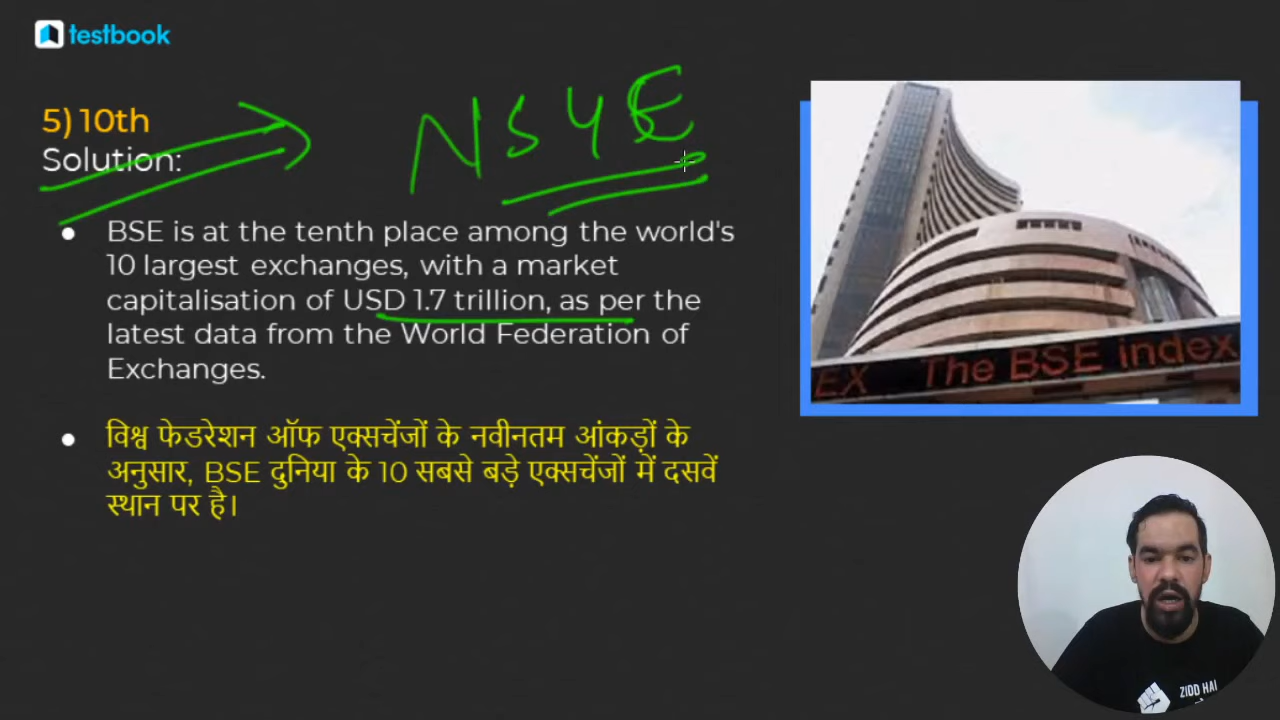 testbook
NSYE
5) 10th
Solution:
BSE is at the tenth place among the world's
10 largest exchanges, with a market
capitalisation of USD 1.7 trillion, as per the
latest data from the World Federation of
Exchanges.
विश्व फेडरेशन ऑफ एक्सचेंजों के नवीनतम आंकड़ों के
अनुसार, BSE दुनिया के 10 सबसे बड़े एक्सचेंजों में दसवें
स्थान पर है।
EX The BSE index
ZIDD HAI